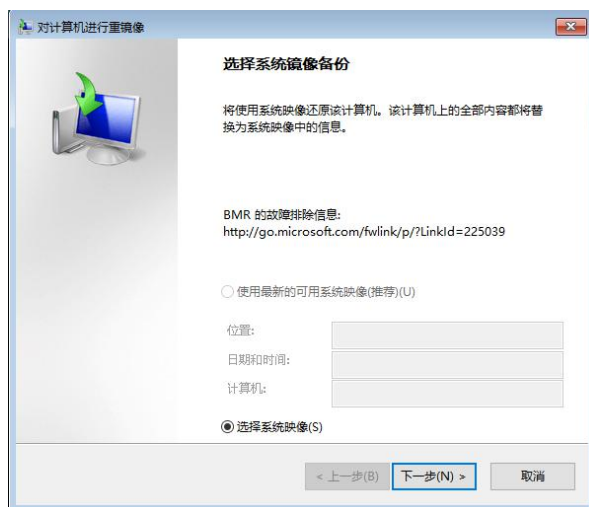 对计算机进行重镜像
选择系统镜像备份
将使用系统映像还原该计算机。该计算机上的全部内容都将替
换为系统映像中的信息。
BMR 的故障排除信息:
http://go.microsoft.com/fwlink/p/?LinkId=225039
使用最新的可用系统映像(推荐)(U)
位置:
日期和时间:
计算机:
选择系统映像(S)
< 上一步(B) 下一步(N) > 取消